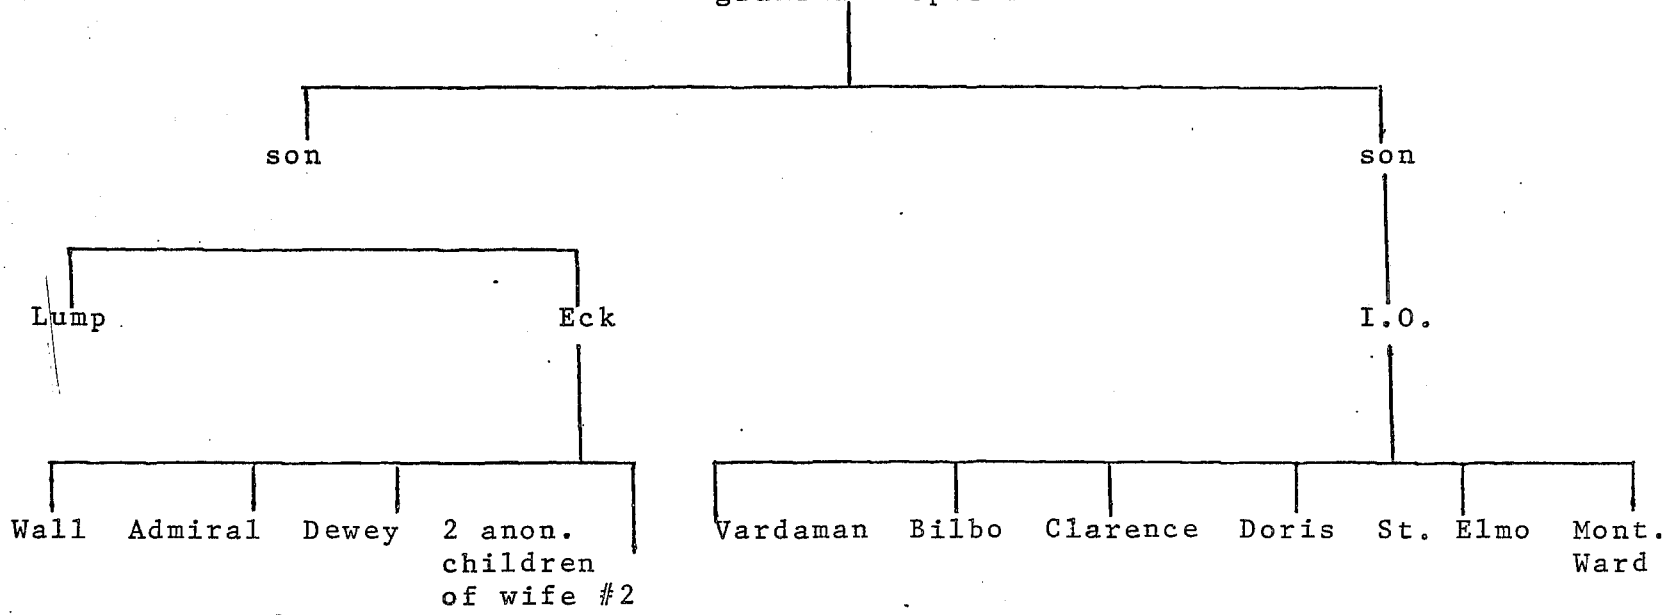 son son
Lump Eck I.O.
Wall Admiral Dewey 2 anon. Vardaman Bilbo Clarence Doris St. Elmo Mont.
children Ward
of wife #2